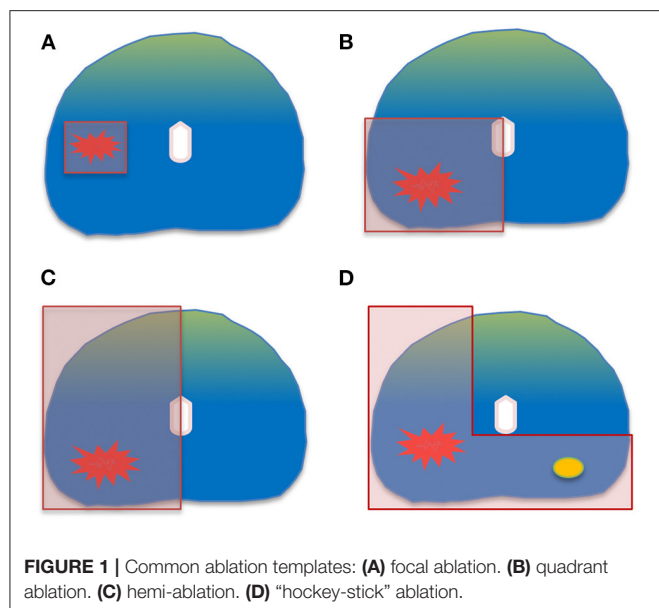 A
B
C
D
FIGURE 1 | Common ablation templates: (A) focal ablation. (B) quadrant
ablation. (C) hemi-ablation. (D) “hockey-stick” ablation.